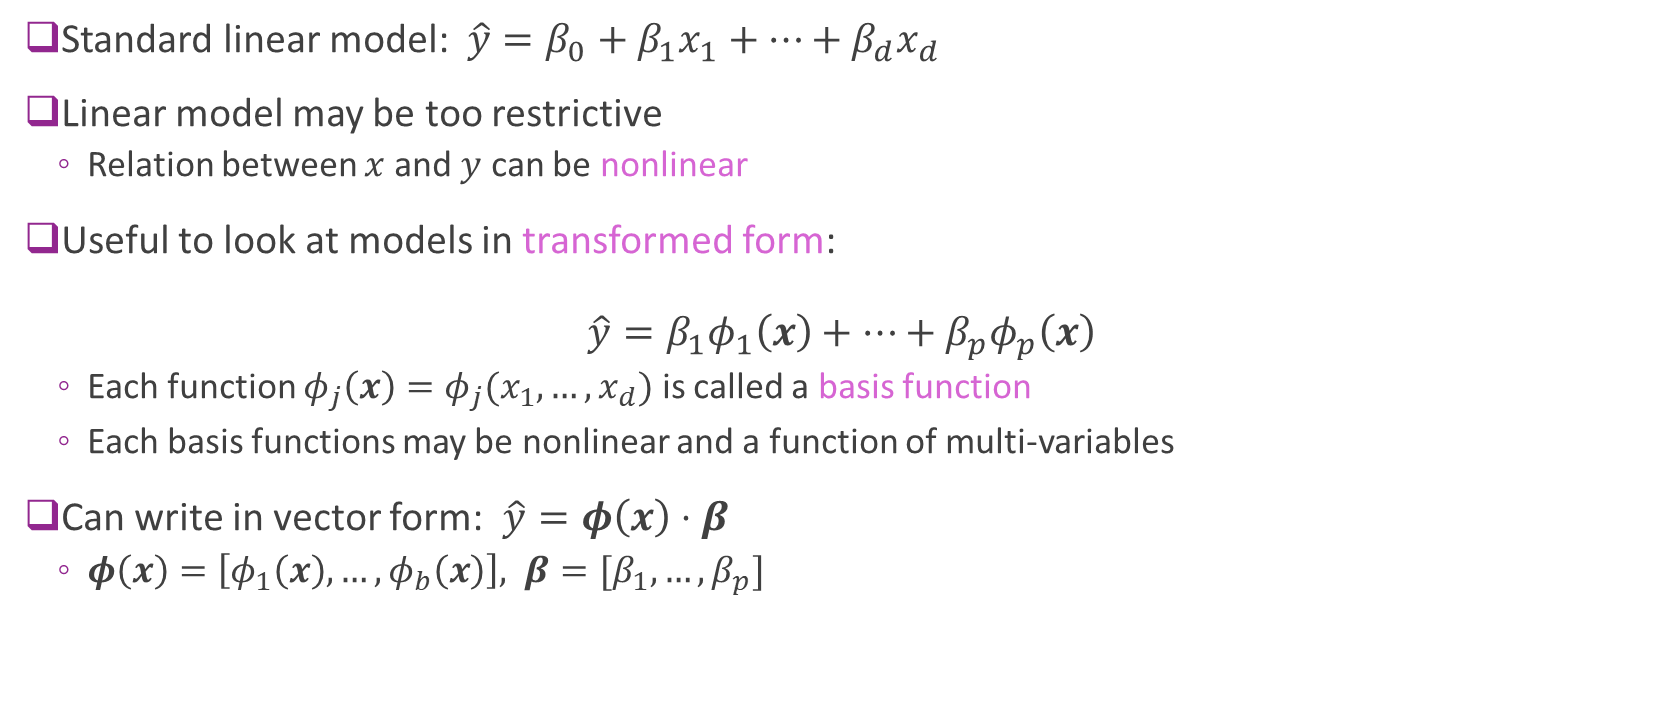 ❑Standard linear model: ŷ = β₀ + β₁x₁ + ⋯ + β_d x_d
❑Linear model may be too restrictive
◦ Relation between x and y can be nonlinear
❑Useful to look at models in transformed form:
ŷ = β₁ϕ₁(x) + ⋯ + β_pϕ_p(x)
◦ Each function ϕ_j(x) = ϕ_j(x₁, … , x_d) is called a basis function
◦ Each basis functions may be nonlinear and a function of multi-variables
❑Can write in vector form: ŷ = ϕ(x) · β
◦ ϕ(x) = [ϕ₁(x), … , ϕ_b(x)], β = [β₁, … , β_p]